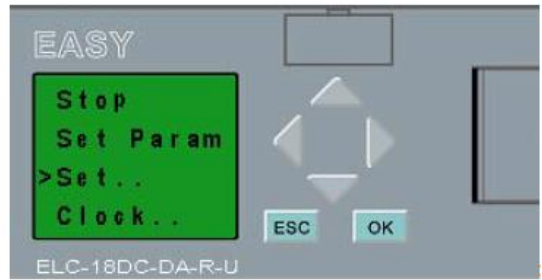 EASY
Stop
Set Param
>Set..
Clock..
ESC
OK
ELC-18DC-DA-R-U